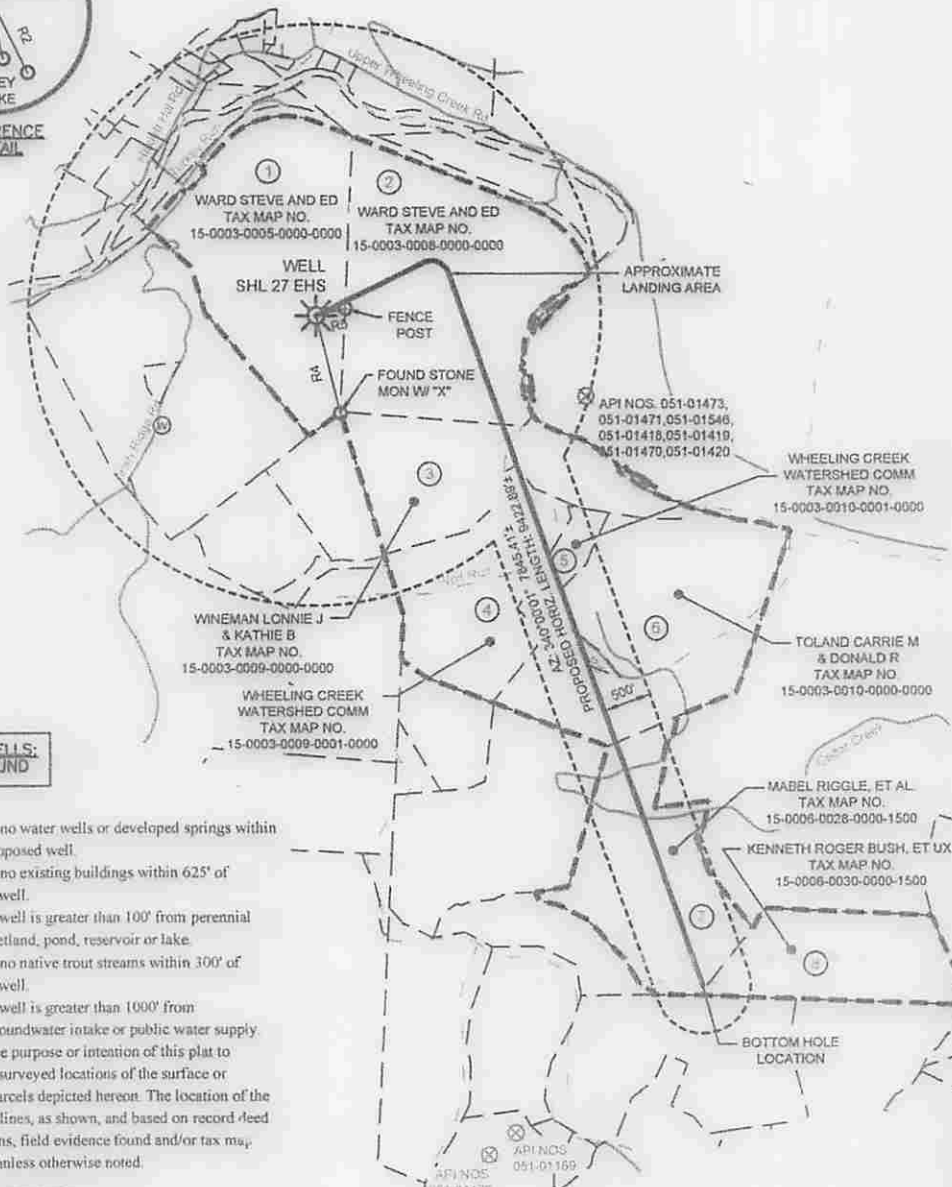 R2
Upper Wheeling Creek Rd
①
WARD STEVE AND ED
TAX MAP NO.
15-0003-0005-0000-0000
②
WARD STEVE AND ED
TAX MAP NO.
15-0003-0008-0000-0000
WELL
SHL 27 EHS
APPROXIMATE
LANDING AREA
FENCE
POST
R4
FOUND STONE
MON W/ "X"
API NOS. 051-01473,
051-01471,051-01546,
051-01418,051-01419,
051-01470,051-01420
W
③
WHEELING CREEK
WATERSHED COMM
TAX MAP NO.
15-0003-0010-0001-0000
AZ 340°00'01" 7845.41'±
PROPOSED HORIZ. LENGTH: 9422.89'±
⑤
④
⑥
WINEMAN LONNIE J
& KATHIE B
TAX MAP NO.
15-0003-0009-0000-0000
TOLAND CARRIE M
& DONALD R
TAX MAP NO.
15-0003-0010-0000-0000
WHEELING CREEK
WATERSHED COMM
TAX MAP NO.
15-0003-0009-0001-0000
500'
MABEL RIGGLE, ET AL
TAX MAP NO.
15-0006-0028-0000-1500
KENNETH ROGER BUSH, ET UX
TAX MAP NO.
15-0006-0030-0000-1500
⑦
⑧
BOTTOM HOLE
LOCATION
no water wells or developed springs within
well.
no existing buildings within 625' of
well.
well is greater than 100' from perennial
pond, reservoir or lake.
no native trout streams within 300' of
well.
well is greater than 1000' from
intake or public water supply.
purpose or intention of this plat to
surveyed locations of the surface or
depicted hereon. The location of the
lines, as shown, and based on record deed
field evidence found and/or tax map
otherwise noted.
API NOS
051-01169
API NOS